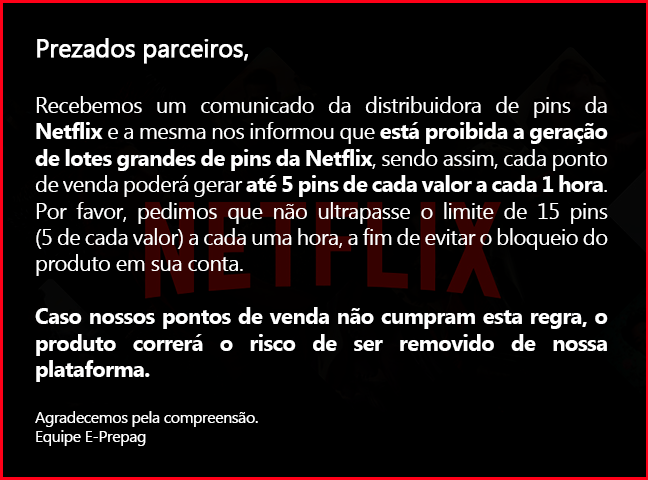 Prezados parceiros,
Recebemos um comunicado da distribuidora de pins da
Netflix e a mesma nos informou que está proibida a geração
de lotes grandes de pins da Netflix, sendo assim, cada ponto
de venda poderá gerar até 5 pins de cada valor a cada 1 hora.
Por favor, pedimos que não ultrapasse o limite de 15 pins
(5 de cada valor) a cada uma hora, a fim de evitar o bloqueio do
produto em sua conta.
NETFLIX
Caso nossos pontos de venda não cumpram esta regra, o
produto correrá o risco de ser removido de nossa
plataforma.
Agradecemos pela compreensão.
Equipe E-Prepag